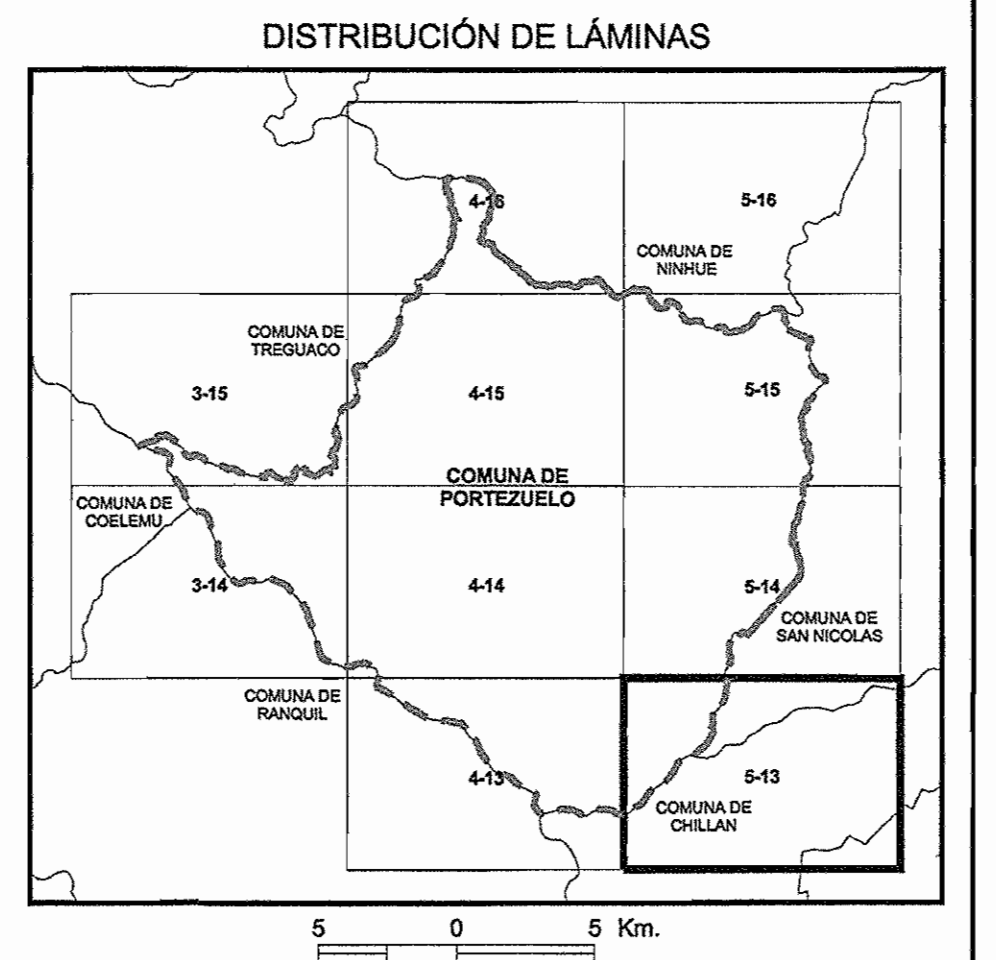 DISTRIBUCIÓN DE LÁMINAS
4-16
5-16
COMUNA DE
NINHUE
COMUNA DE
TREGUACO
3-15
4-15
5-15
COMUNA DE
PORTEZUELO
COMUNA DE
COELEMU
3-14
4-14
5-14
COMUNA DE
SAN NICOLAS
COMUNA DE
RANQUIL
4-13
5-13
COMUNA DE
CHILLAN
5 0 5 Km.